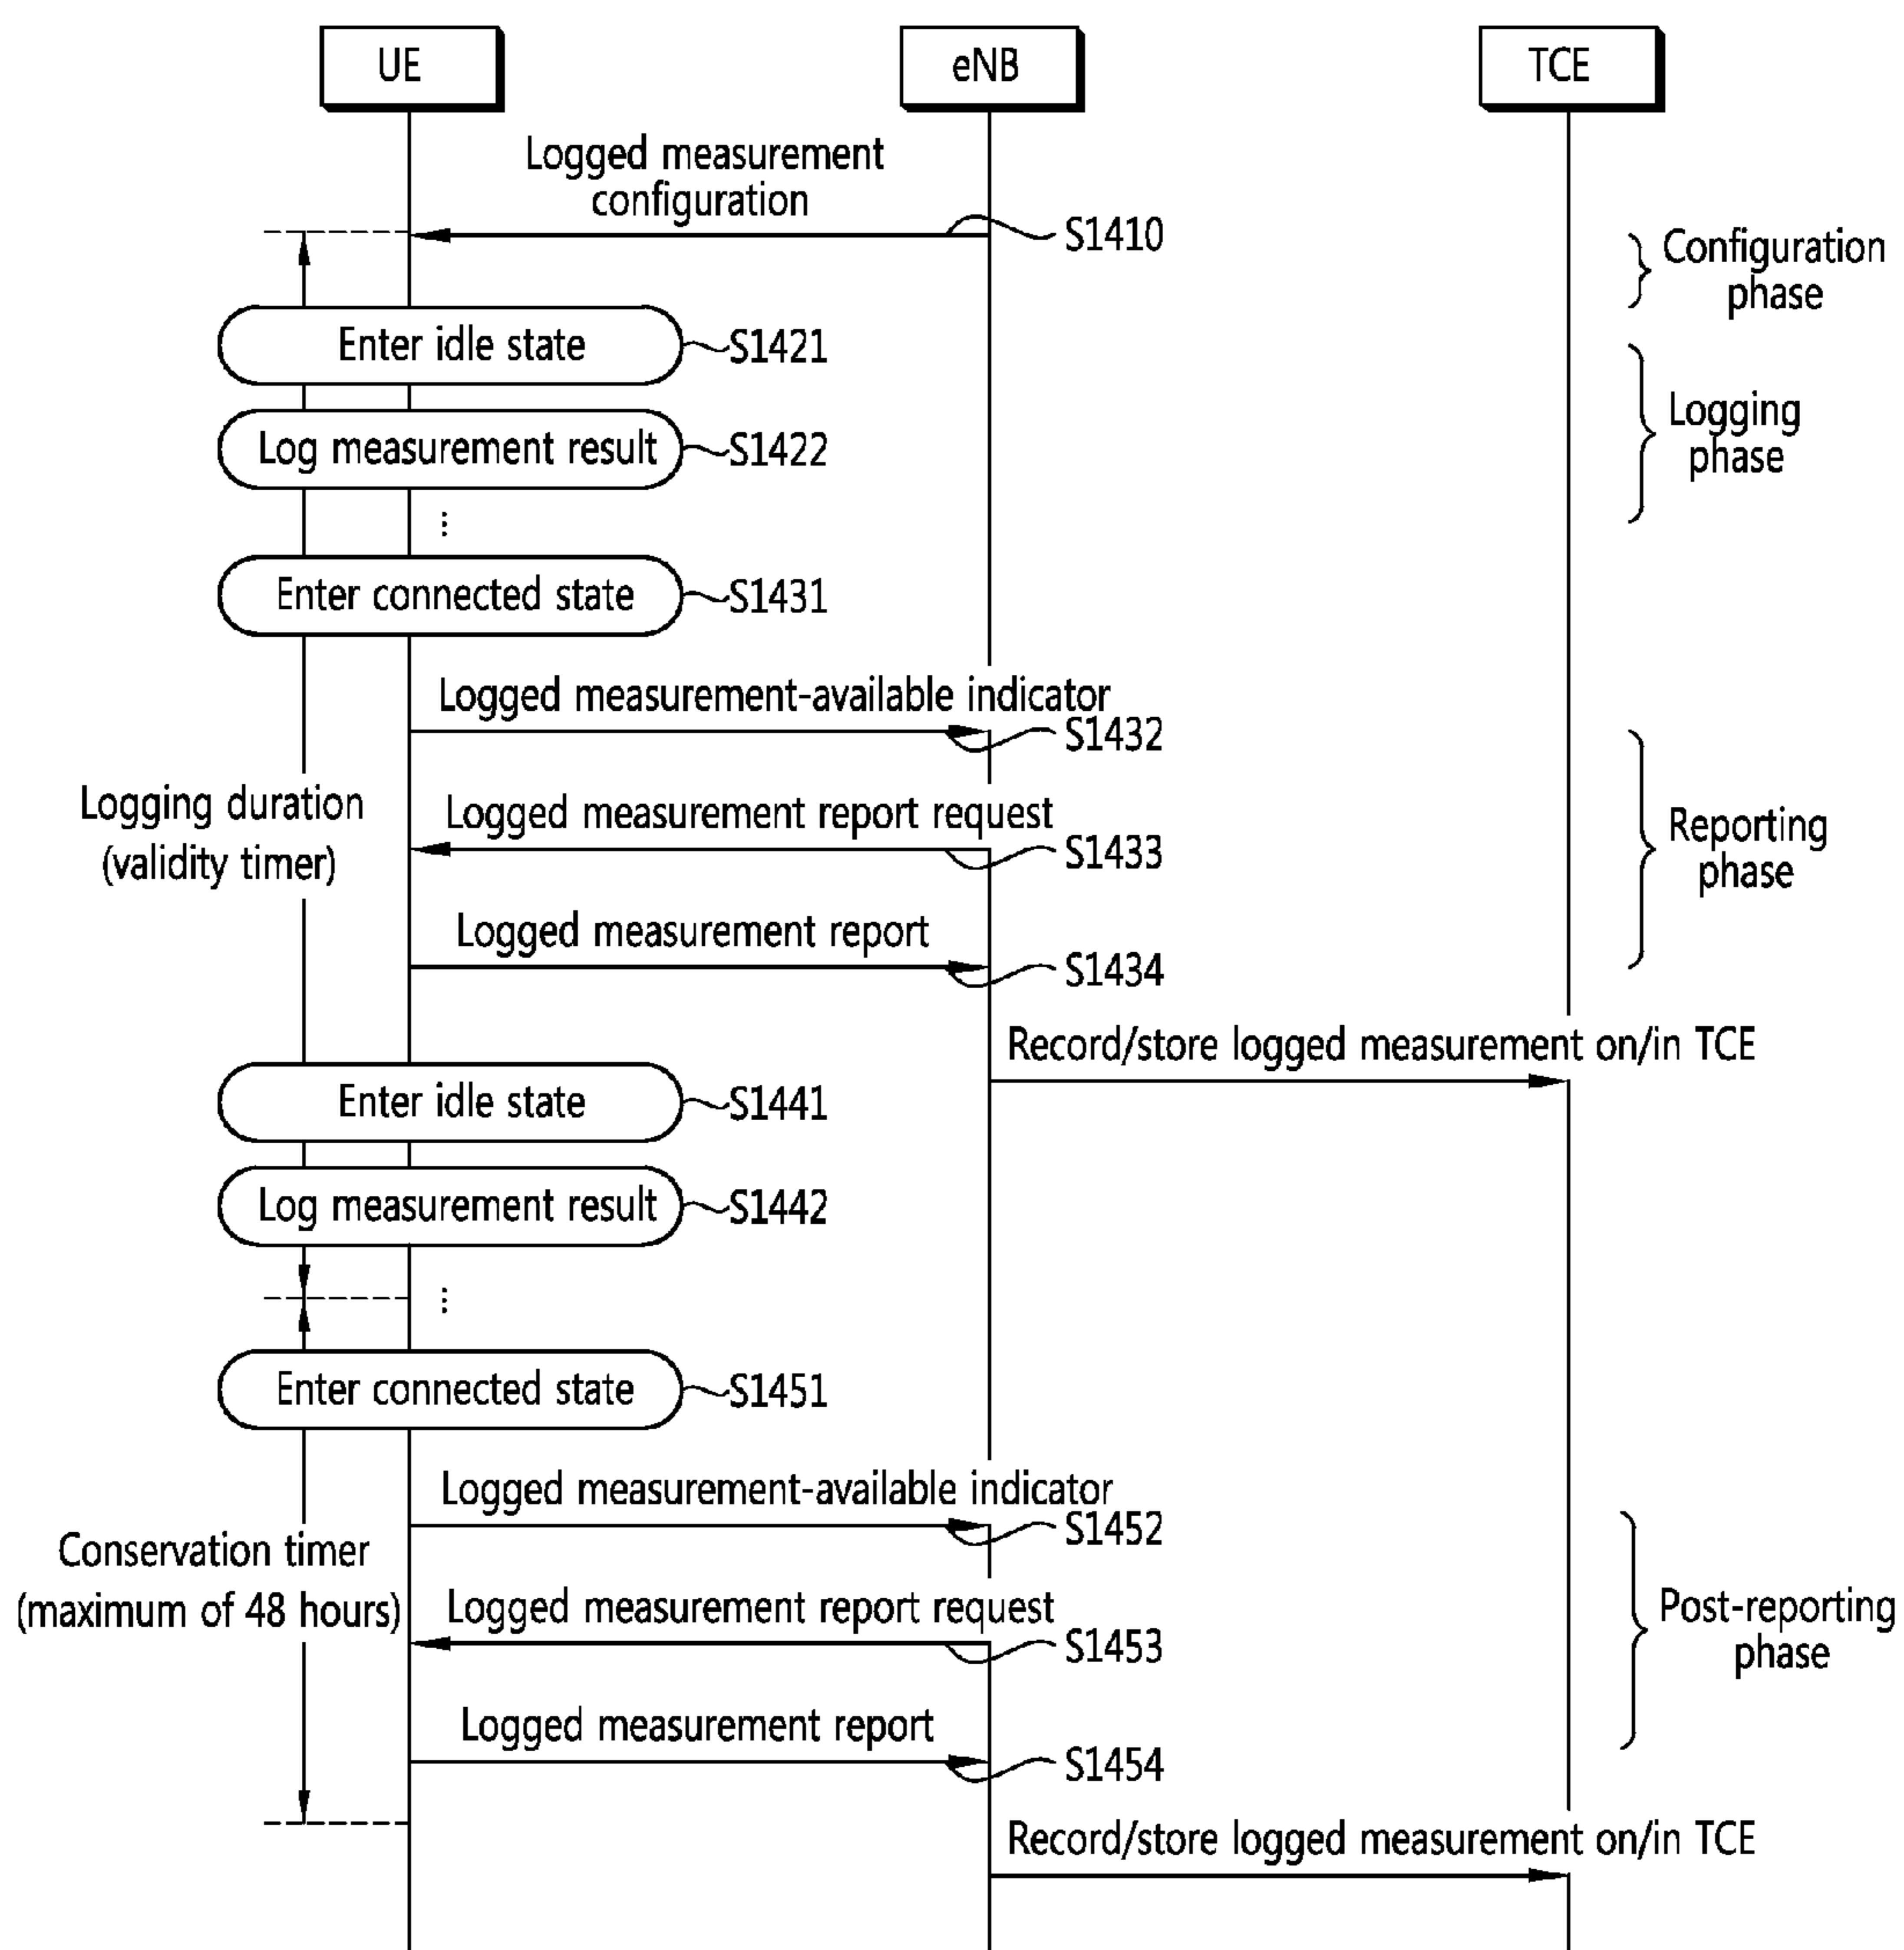 UE
eNB
TCE
Logged measurement
configuration
S1410
Configuration
phase
Enter idle state
S1421
Logging
phase
Log measurement result
S1422
Enter connected state
S1431
Logged measurement-available indicator
S1432
Logging duration
(validity timer)
Logged measurement report request
S1433
Reporting
phase
Logged measurement report
S1434
Record/store logged measurement on/in TCE
Enter idle state
S1441
Log measurement result
S1442
Enter connected state
S1451
Logged measurement-available indicator
S1452
Conservation timer
(maximum of 48 hours)
Logged measurement report request
S1453
Post-reporting
phase
Logged measurement report
S1454
Record/store logged measurement on/in TCE